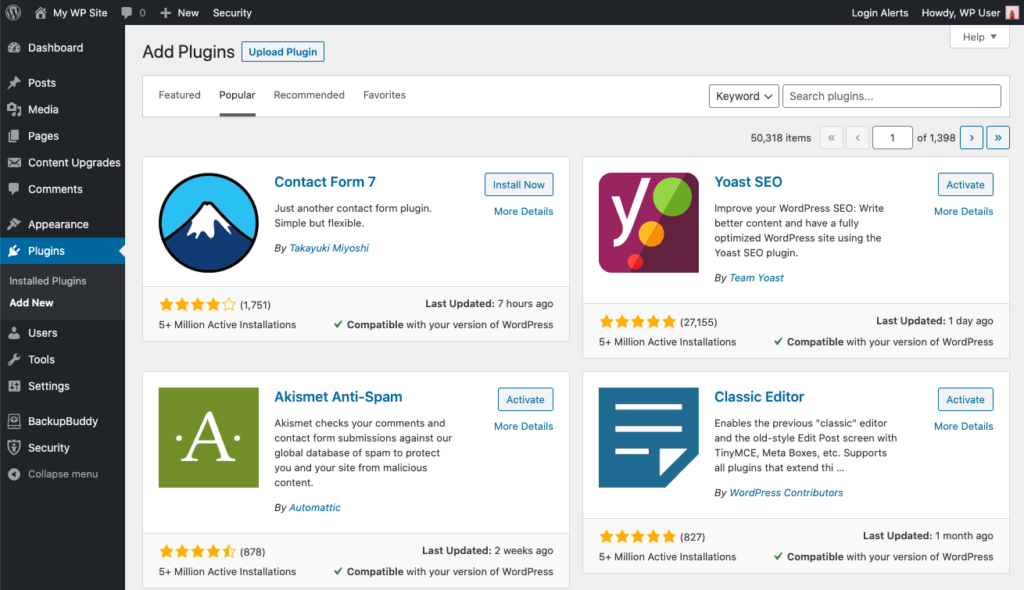 My WP Site
0
New
Security
Login Alerts
Howdy, WP User
Help
Dashboard
Posts
Media
Pages
Content Upgrades
Comments
Appearance
Plugins
Installed Plugins
Add New
Users
Tools
Settings
BackupBuddy
Security
Collapse menu
Add Plugins
Upload Plugin
Featured
Popular
Recommended
Favorites
Keyword
Search plugins...
50,318 items
«
‹
1
of 1,398
›
»
Contact Form 7
Install Now
More Details
Just another contact form plugin.
Simple but flexible.
By Takayuki Miyoshi
(1,751)
Last Updated: 7 hours ago
5+ Million Active Installations
Compatible with your version of WordPress
y
Yoast SEO
Activate
More Details
Improve your WordPress SEO: Write
better content and have a fully
optimized WordPress site using the
Yoast SEO plugin.
By Team Yoast
(27,155)
Last Updated: 1 day ago
5+ Million Active Installations
Compatible with your version of WordPress
·A·
Akismet Anti-Spam
Activate
More Details
Akismet checks your comments and
contact form submissions against our
global database of spam to protect
you and your site from malicious
content.
By Automattic
(878)
Last Updated: 2 weeks ago
5+ Million Active Installations
Compatible with your version of WordPress
Classic Editor
Activate
More Details
Enables the previous "classic" editor
and the old-style Edit Post screen with
TinyMCE, Meta Boxes, etc. Supports
all plugins that extend thi ...
By WordPress Contributors
(827)
Last Updated: 1 month ago
5+ Million Active Installations
Compatible with your version of WordPress